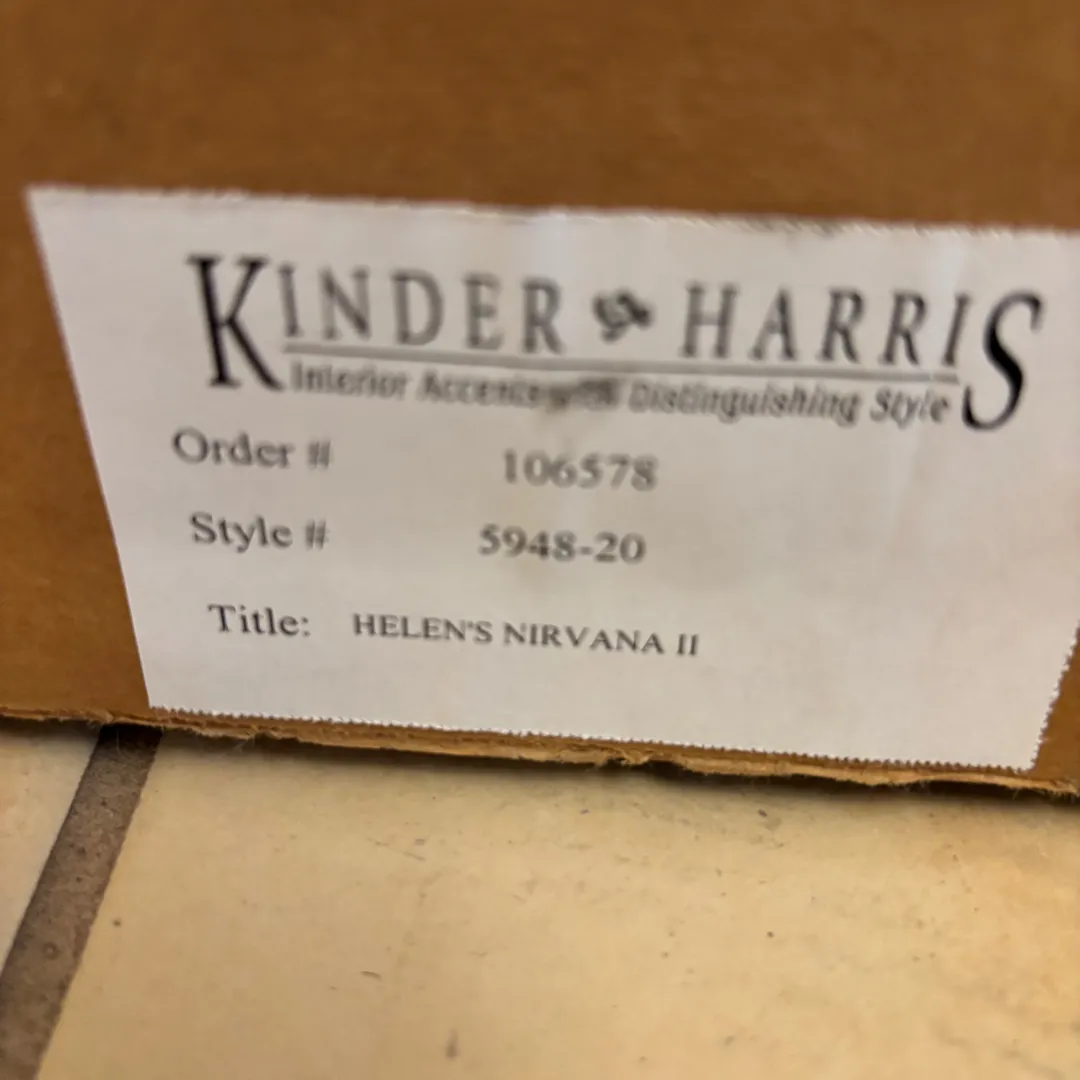 KINDER & HARRIS
Interior Accents with Distinguishing Style
Order # 106578
Style # 5948-20
Title: HELEN'S NIRVANA II